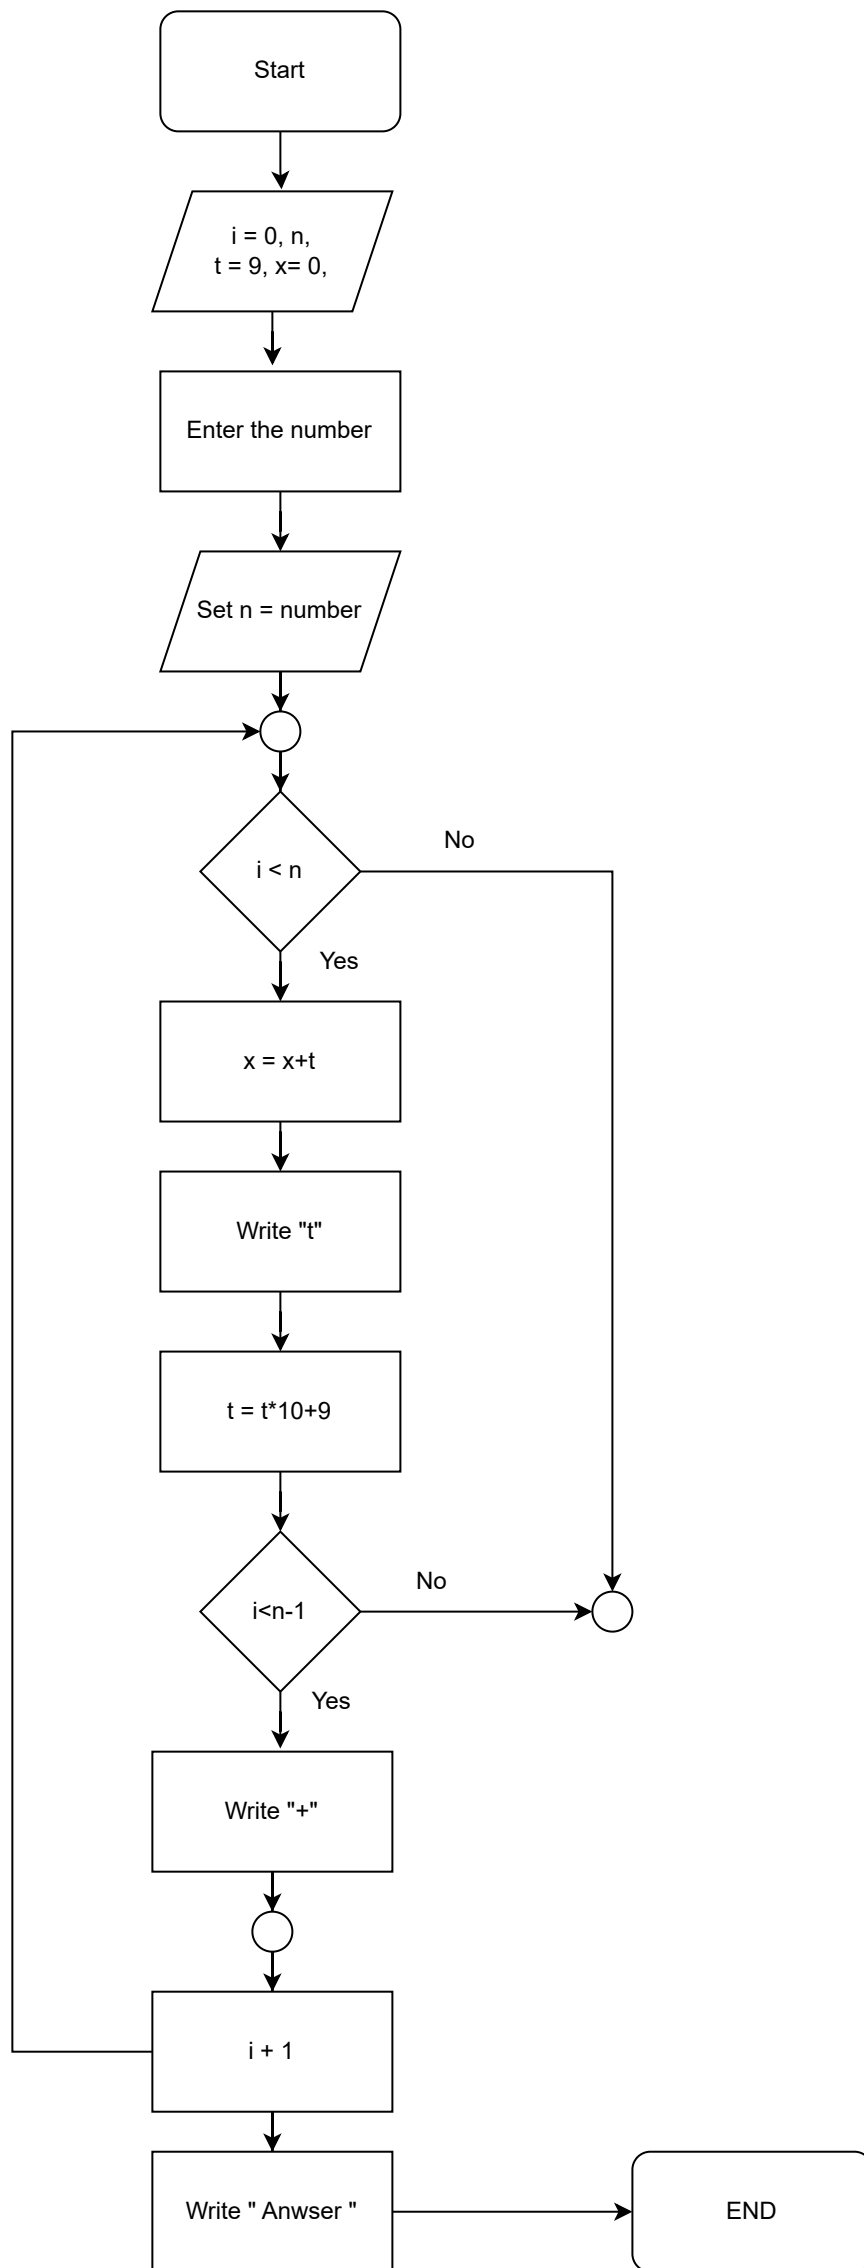 Start
i = 0, n,
t = 9, x= 0,
Enter the number
Set n = number
i < n
No
Yes
x = x+t
Write "t"
t = t*10+9
i<n-1
No
Yes
Write "+"
i + 1
Write " Anwser "
END